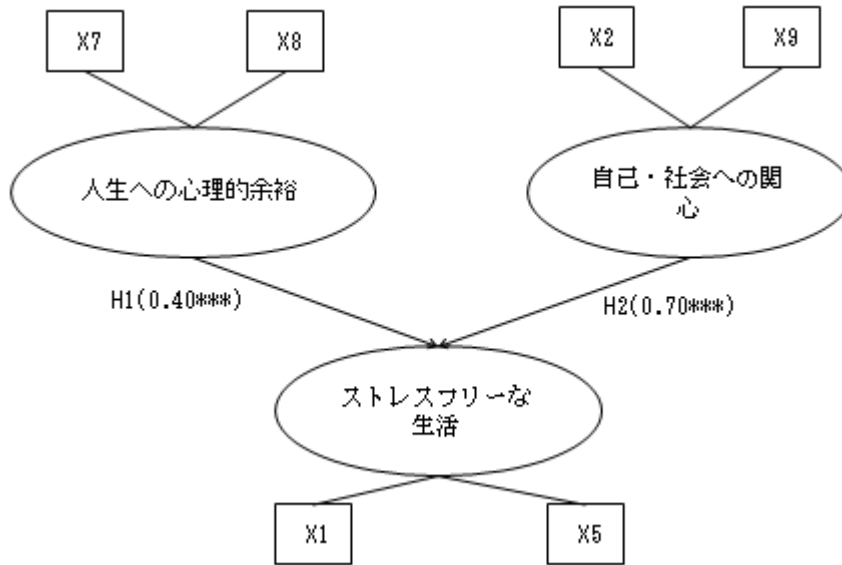 X7
X8
X2
X9
人生への心理的余裕
自己・社会への関
心
H1(0.40***)
H2(0.70***)
ストレスフリーな
生活
X1
X5